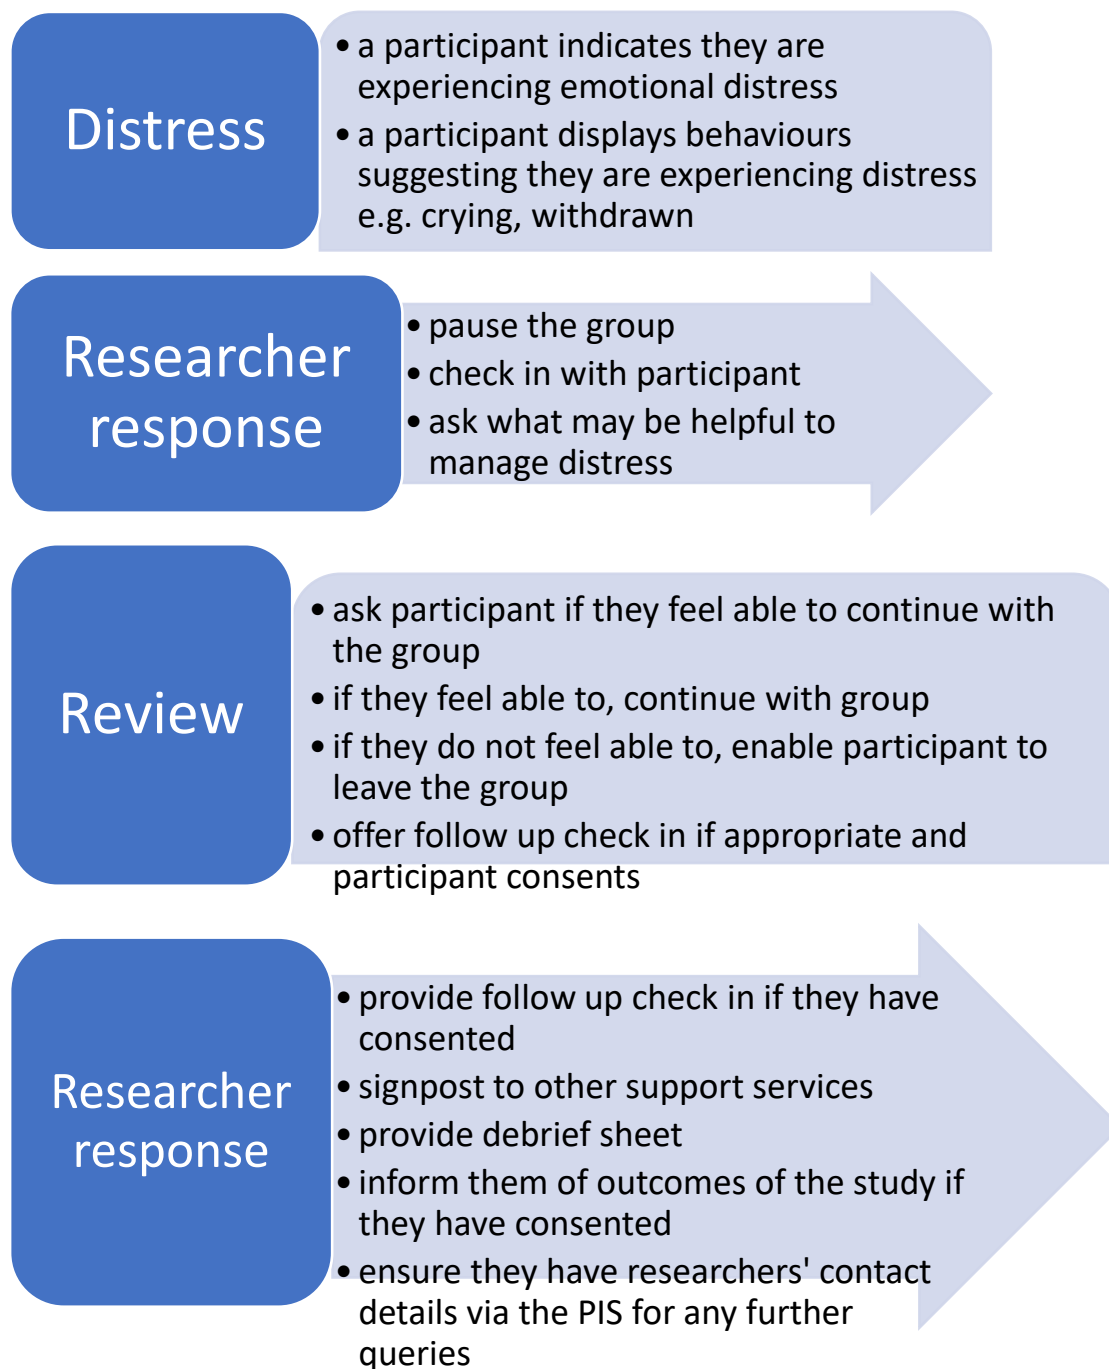 Distress
• a participant indicates they are
experiencing emotional distress
• a participant displays behaviours
suggesting they are experiencing distress
e.g. crying, withdrawn
Researcher
response
• pause the group
• check in with participant
• ask what may be helpful to
manage distress
Review
• ask participant if they feel able to continue with
the group
• if they feel able to, continue with group
• if they do not feel able to, enable participant to
leave the group
• offer follow up check in if appropriate and
participant consents
Researcher
response
• provide follow up check in if they have
consented
• signpost to other support services
• provide debrief sheet
• inform them of outcomes of the study if
they have consented
• ensure they have researchers' contact
details via the PIS for any further
queries